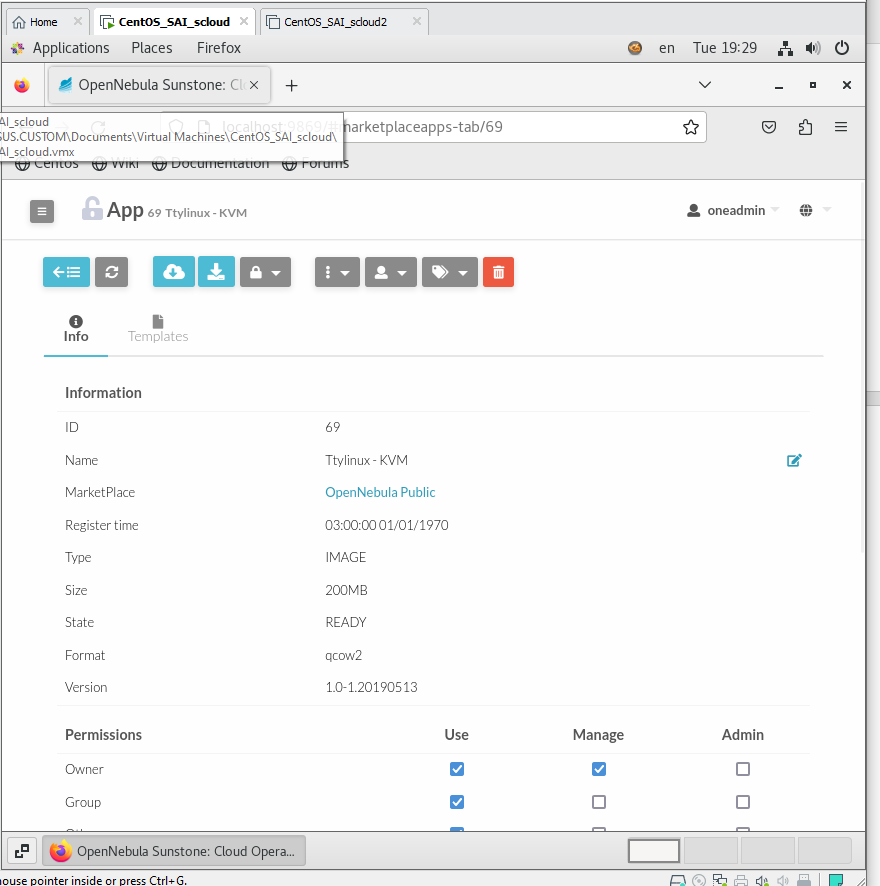 Home
CentOS_SAI_scloud
CentOS_SAI_scloud2
Applications Places Firefox en Tue 19:29
OpenNebula Sunstone: Cl
AI_scloud
SUS.CUSTOM\Documents\Virtual Machines\CentOS_SAI_scloud\
AI_scloud.vmx
localhost:9869/#marketplaceapps-tab/69
Centos Wiki Documentation Forums
App 69 Ttylinux - KVM
oneadmin
Info
Templates
Information
ID 69
Name Ttylinux - KVM
MarketPlace OpenNebula Public
Register time 03:00:00 01/01/1970
Type IMAGE
Size 200MB
State READY
Format qcow2
Version 1.0-1.20190513
Permissions Use Manage Admin
Owner
Group
OpenNebula Sunstone: Cloud Opera...
nouse pointer inside or press Ctrl+G.